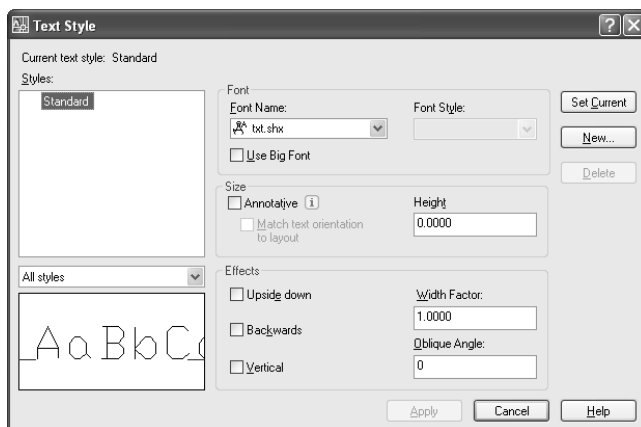 Text Style
Current text style: Standard
Styles:
Standard
All styles
AaBbC
Font
Font Name:
txt.shx
Use Big Font
Font Style:
Size
Annotative
Match text orientation
to layout
Height
0.0000
Effects
Upside down
Backwards
Vertical
Width Factor:
1.0000
Oblique Angle:
0
Set Current
New...
Delete
Apply
Cancel
Help